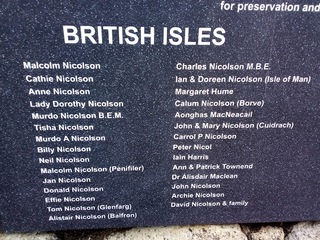 for preservation and
BRITISH ISLES
Malcolm Nicolson
Cathie Nicolson
Anne Nicolson
Lady Dorothy Nicolson
Murdo Nicolson B.E.M.
Tisha Nicolson
Murdo A Nicolson
Billy Nicolson
Neil Nicolson
Malcolm Nicolson (Penifiler)
Jan Nicolson
Donald Nicolson
Effie Nicolson
Tom Nicolson (Glenfarg)
Alistair Nicolson (Balfron)
Charles Nicolson M.B.E.
Ian & Doreen Nicolson (Isle of Man)
Margaret Hume
Calum Nicolson (Borve)
Aonghas MacNeacail
John & Mary Nicolson (Cuidrach)
Carrol P Nicolson
Peter Nicol
Iain Harris
Ann & Patrick Townend
Dr Alisdair Maclean
John Nicolson
Archie Nicolson
David Nicolson & family